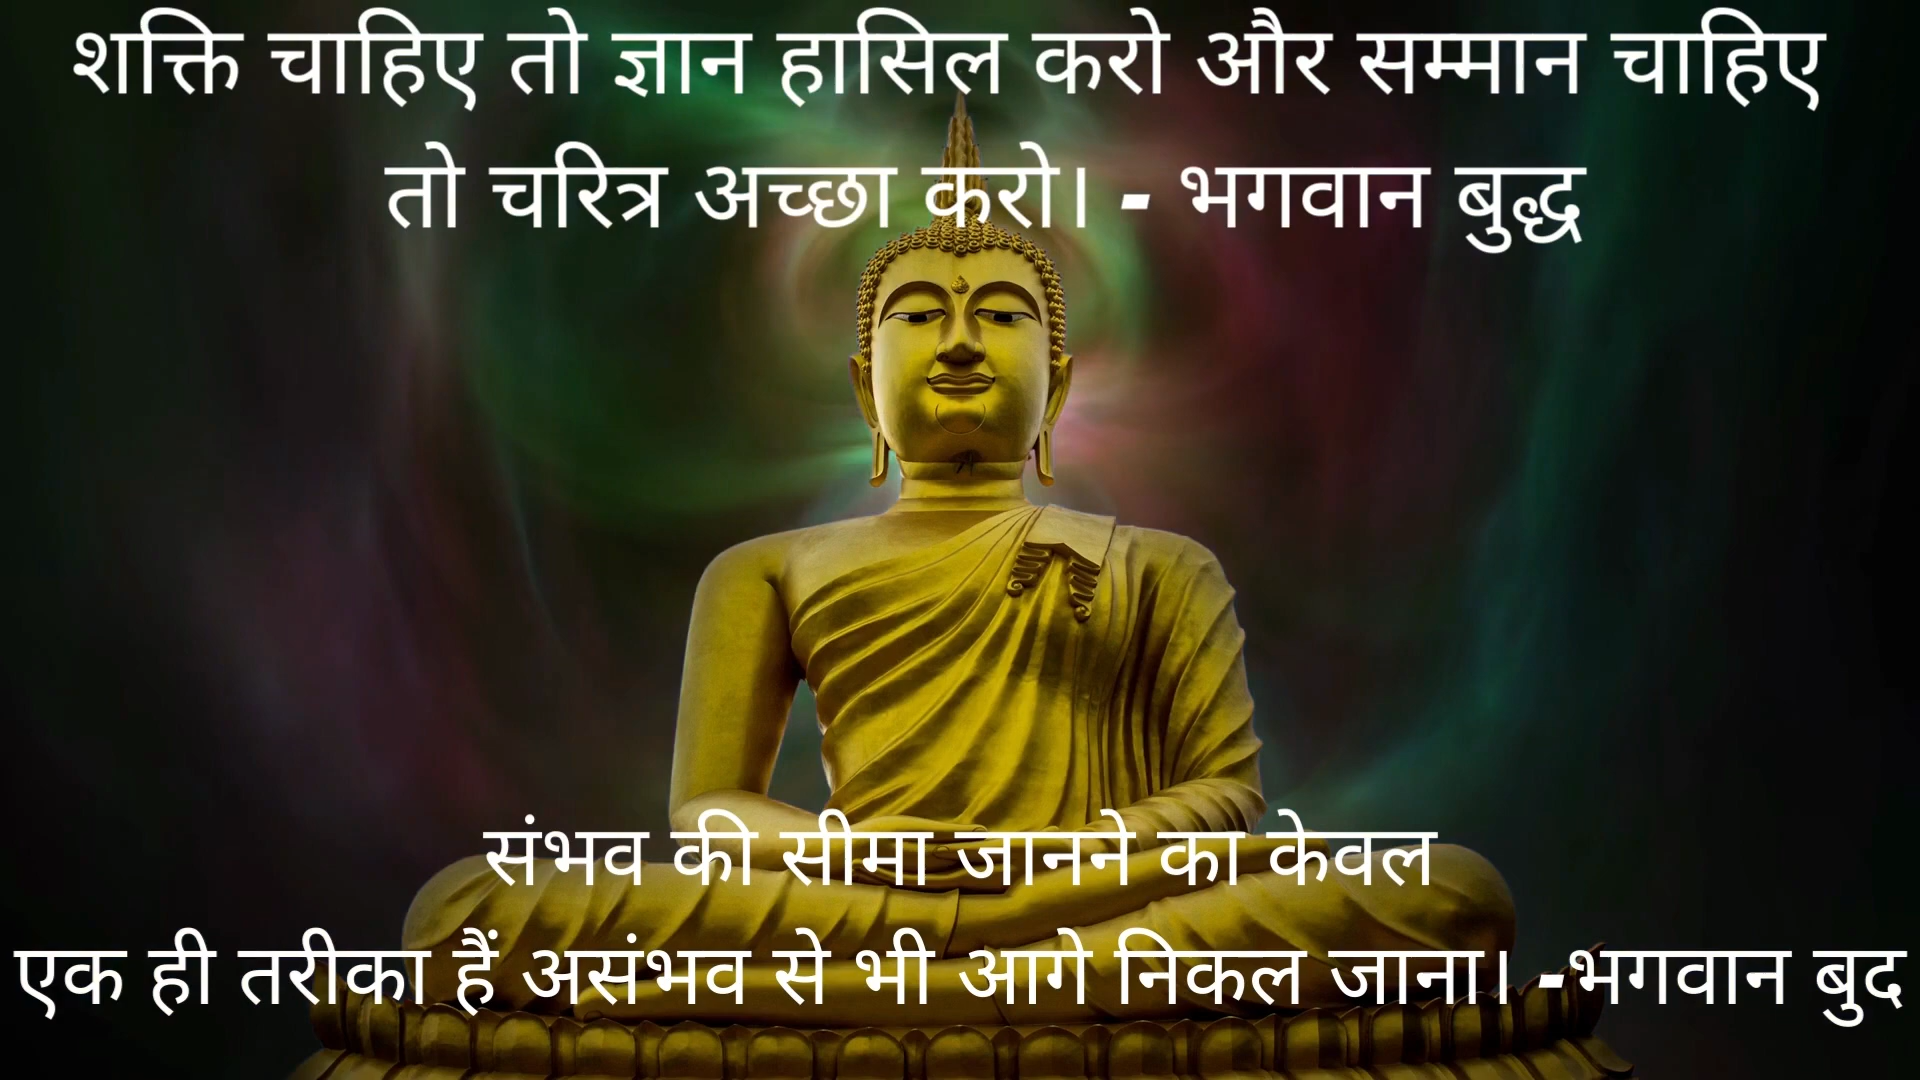 शक्ति चाहिए तो ज्ञान हासिल करो और सम्मान चाहिए
तो चरित्र अच्छा करो। - भगवान बुद्ध
संभव की सीमा जानने का केवल
एक ही तरीका हैं असंभव से भी आगे निकल जाना। -भगवान बुद